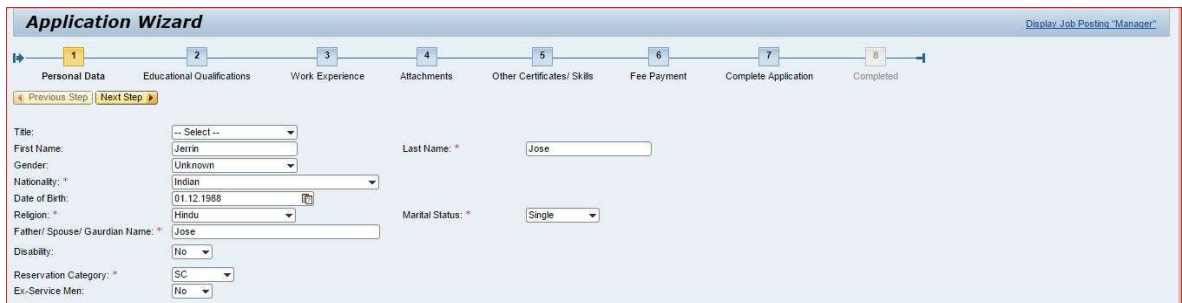 Application Wizard
Display Job Posting "Manager"
1 2 3 4 5 6 7 8
Personal Data Educational Qualifications Work Experience Attachments Other Certificates/ Skills Fee Payment Complete Application Completed
Previous Step Next Step
Title: -- Select --
First Name: Jerrin Last Name: * Jose
Gender: Unknown
Nationality: * Indian
Date of Birth: 01.12.1988
Religion: * Hindu Marital Status: * Single
Father/ Spouse/ Gaurdian Name: * Jose
Disability: No
Reservation Category: * SC
Ex-Service Men: No